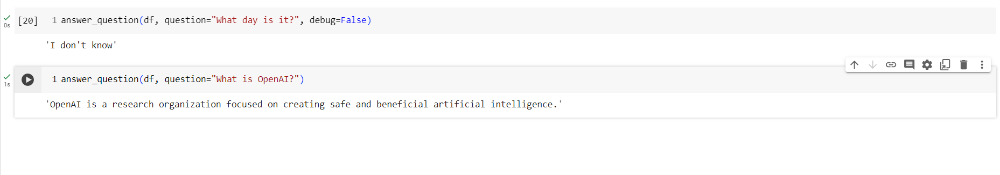 [20] 1 answer_question(df, question="What day is it?", debug=False)
0s
'I don't know'
1 answer_question(df, question="What is OpenAI?")
1s
'OpenAI is a research organization focused on creating safe and beneficial artificial intelligence.'